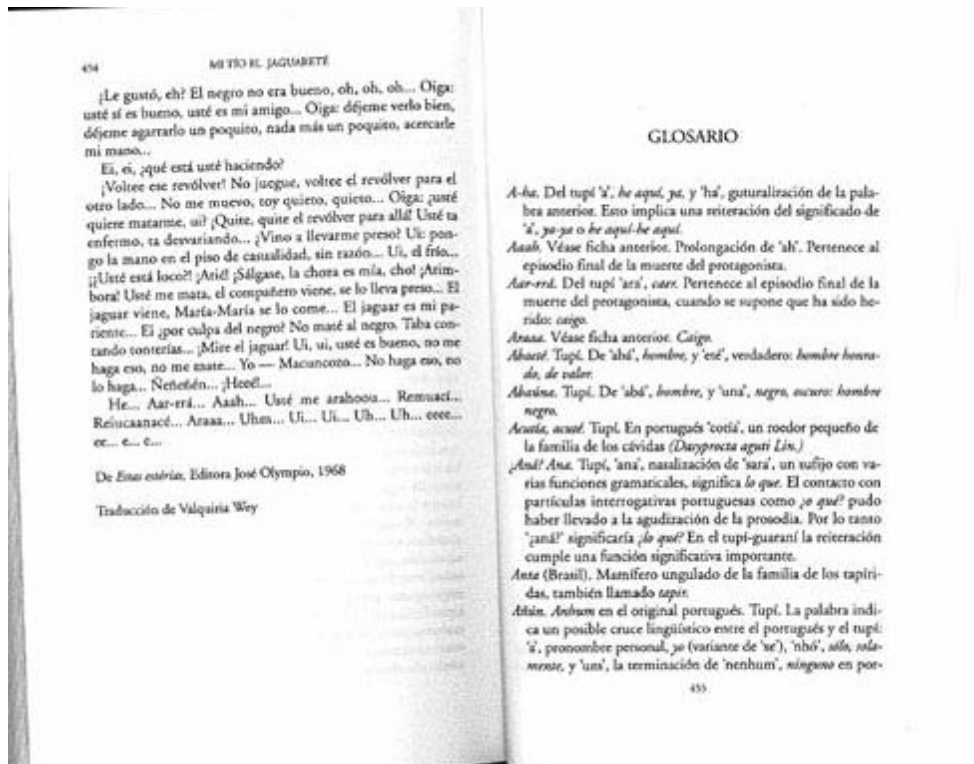 454
MI TÍO EL JAGUARETÉ
¡Le gustó, eh? El negro no era bueno, oh, oh, oh... Oiga:
usté sí es bueno, usté es mi amigo... Oiga: déjeme verlo bien,
déjeme agarrarlo un poquito, nada más un poquito, acercarle
mi mano...
Ei, ei, ¿qué está usté haciendo?
¡Voltee ese revólver! No juegue, voltee el revólver para el
otro lado... No me muevo, toy quieto, quieto... Oiga: ¿usté
quiere matarme, ui? ¡Quite, quite el revólver para allá! Usté ta
enfermo, ta desvariando... ¿Vino a llevarme preso? Ui: pon-
go la mano en el piso de casualidad, sin razón... Ui, el frío...
¡¿Usté está loco?! ¡Atié! ¡Sálgase, la choza es mía, cho! ¡Atim-
bora! Usté me mata, el compañero viene, se lo lleva preso... El
jaguar viene, María-María se lo come... El jaguar es mi pa-
riente... Ei ¿por culpa del negro? No maté al negro. Taba con-
tando tonterías... ¡Mire el jaguar! Ui, ui, usté es bueno, no me
haga eso, no me mate... Yo — Macuncozo... No haga eso, no
lo haga... Ñeñeñén... ¡Heeé!...
He... Aar-rrá... Aaah... Usté me arahoou... Remuací...
Reiucaanacé... Araaa... Uhm... Ui... Ui... Uh... Uh... eeee...
ee... e... e...
De Estas estórias, Editora José Olympio, 1968
Traducción de Valquiria Wey
GLOSARIO
A-ha. Del tupí 'á', he aquí, ya, y 'ha', guturalización de la pala-
bra anterior. Esto implica una reiteración del significado de
'á', ya-ya o he aquí-he aquí.
Aaah. Véase ficha anterior. Prolongación de 'ah'. Pertenece al
episodio final de la muerte del protagonista.
Aar-rrá. Del tupí 'ara', caer. Pertenece al episodio final de la
muerte del protagonista, cuando se supone que ha sido he-
rido: caigo.
Araaa. Véase ficha anterior. Caigo.
Abaeté. Tupí. De 'abá', hombre, y 'eté', verdadero: hombre honra-
do, de valor.
Abaúna. Tupí. De 'abá', hombre, y 'una', negro, oscuro: hombre
negro.
Acutía, acutí. Tupí. En portugués 'cotía', un roedor pequeño de
la familia de los cávidas (Dasyprocta aguti Lin.)
¡Aná! Ana. Tupí, 'ana', nasalización de 'sara', un sufijo con va-
rias funciones gramaticales, significa lo que. El contacto con
partículas interrogativas portuguesas como ¿o qué? pudo
haber llevado a la agudización de la prosodia. Por lo tanto
'¿aná?' significaría ¿lo qué? En el tupí-guaraní la reiteración
cumple una función significativa importante.
Anta (Brasil). Mamífero ungulado de la familia de los tapíri-
das, también llamado tapir.
Añún. Anhum en el original portugués. Tupí. La palabra indi-
ca un posible cruce lingüístico entre el portugués y el tupí:
'a', pronombre personal, yo (variante de 'xe'), 'nhó', sólo, sola-
mente, y 'um', la terminación de 'nenhum', ninguno en por-
455